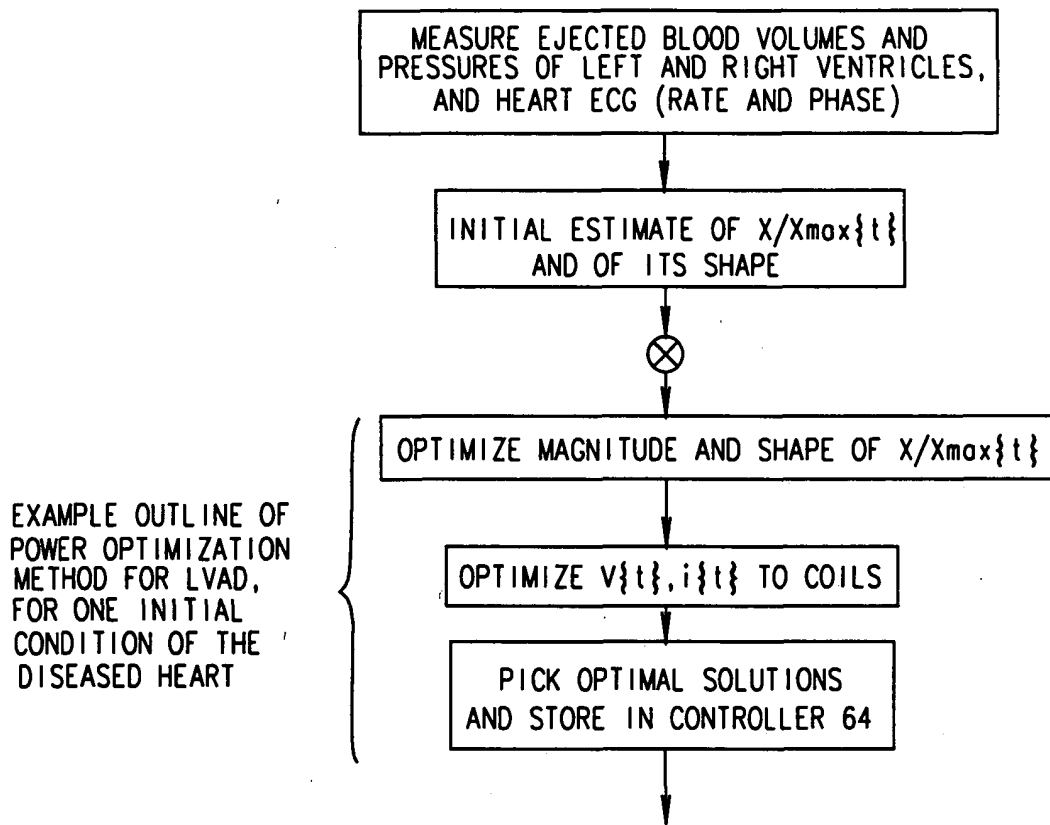 MEASURE EJECTED BLOOD VOLUMES AND
PRESSURES OF LEFT AND RIGHT VENTRICLES,
AND HEART ECG (RATE AND PHASE)
INITIAL ESTIMATE OF X/Xmax{t}
AND OF ITS SHAPE
OPTIMIZE MAGNITUDE AND SHAPE OF X/Xmax{t}
EXAMPLE OUTLINE OF
POWER OPTIMIZATION
METHOD FOR LVAD,
FOR ONE INITIAL
CONDITION OF THE
DISEASED HEART
OPTIMIZE V{t},i{t} TO COILS
PICK OPTIMAL SOLUTIONS
AND STORE IN CONTROLLER 64